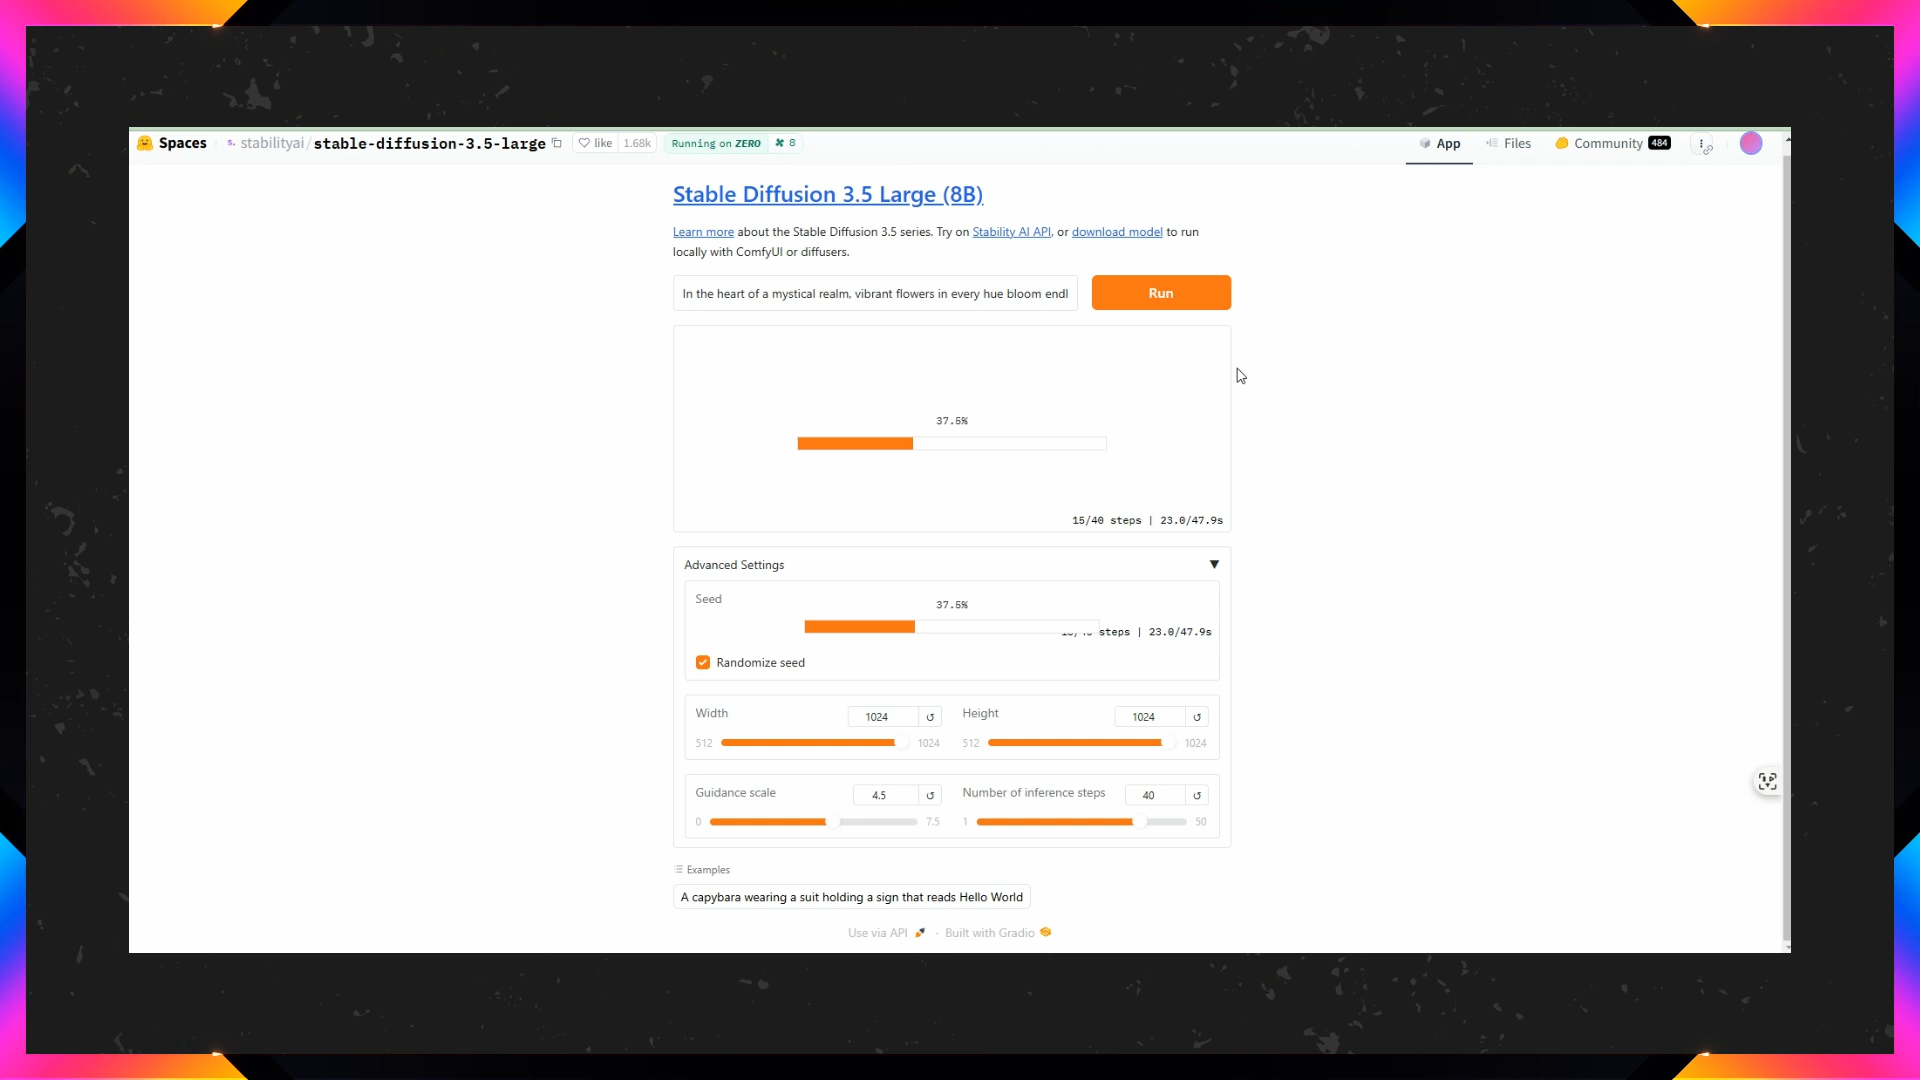 Spaces
stabilityai/stable-diffusion-3.5-large
like 1.68k
Running on ZERO 8
App
Files
Community 484
Stable Diffusion 3.5 Large (8B)
Learn more about the Stable Diffusion 3.5 series. Try on Stability AI API, or download model to run
locally with ComfyUI or diffusers.
In the heart of a mystical realm, vibrant flowers in every hue bloom endl
Run
37.5%
15/40 steps | 23.0/47.9s
Advanced Settings ▼
Seed
37.5%
steps | 23.0/47.9s
Randomize seed
Width 1024
512 1024
Height 1024
512 1024
Guidance scale 4.5
0 7.5
Number of inference steps 40
1 50
Examples
A capybara wearing a suit holding a sign that reads Hello World
Use via API · Built with Gradio